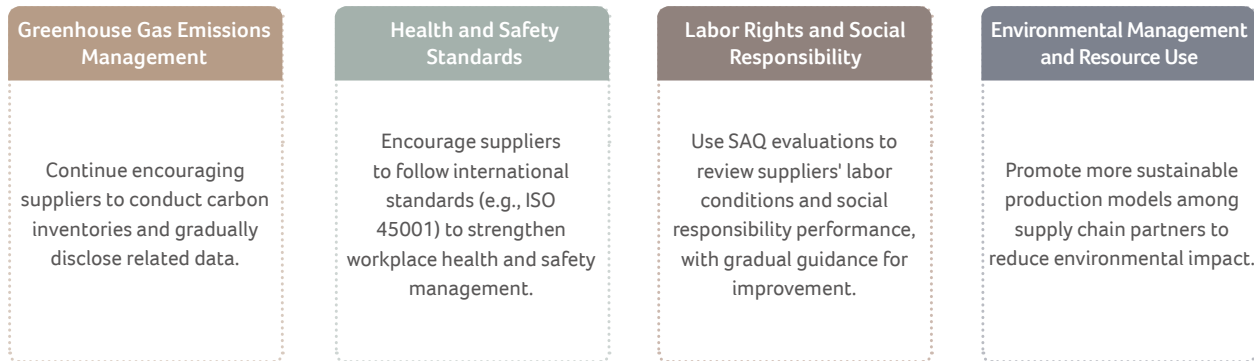 Greenhouse Gas Emissions
Management
Continue encouraging
suppliers to conduct carbon
inventories and gradually
disclose related data.
Health and Safety
Standards
Encourage suppliers
to follow international
standards (e.g., ISO
45001) to strengthen
workplace health and safety
management.
Labor Rights and Social
Responsibility
Use SAQ evaluations to
review suppliers' labor
conditions and social
responsibility performance,
with gradual guidance for
improvement.
Environmental Management
and Resource Use
Promote more sustainable
production models among
supply chain partners to
reduce environmental impact.